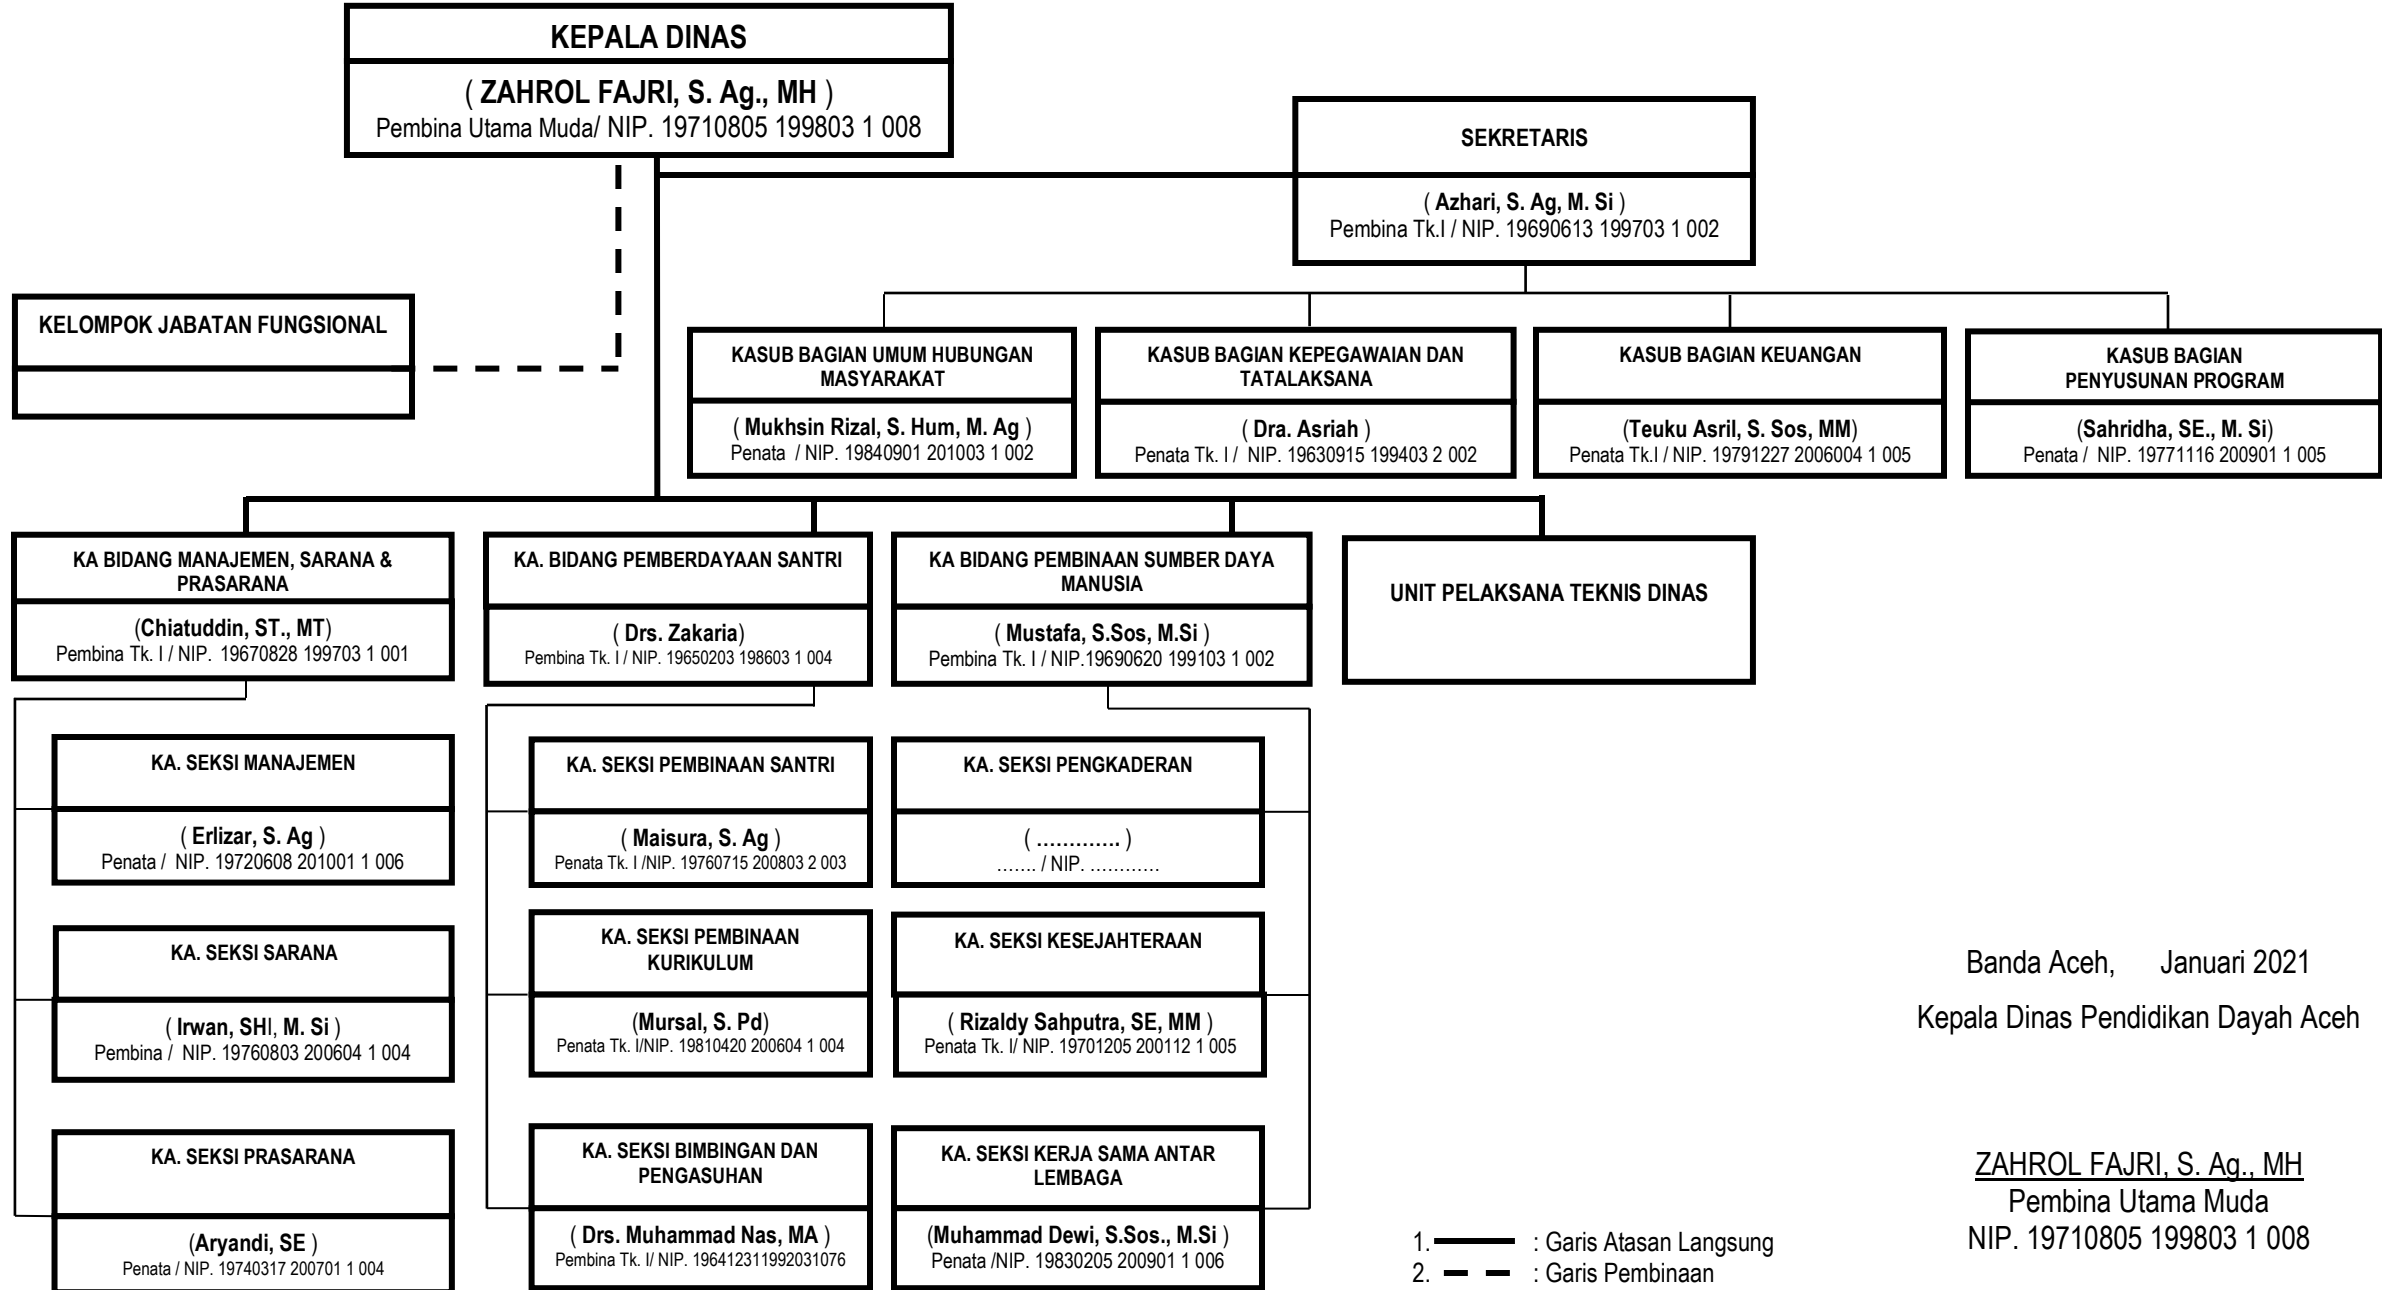 KEPALA DINAS
( ZAHROL FAJRI, S. Ag., MH )
Pembina Utama Muda/ NIP. 19710805 199803 1 008
SEKRETARIS
( Azhari, S. Ag, M. Si )
Pembina Tk.I / NIP. 19690613 199703 1 002
KELOMPOK JABATAN FUNGSIONAL
KASUB BAGIAN UMUM HUBUNGAN
MASYARAKAT
( Mukhsin Rizal, S. Hum, M. Ag )
Penata / NIP. 19840901 201003 1 002
KASUB BAGIAN KEPEGAWAIAN DAN
TATALAKSANA
( Dra. Asriah )
Penata Tk. I / NIP. 19630915 199403 2 002
KASUB BAGIAN KEUANGAN
(Teuku Asril, S. Sos, MM)
Penata Tk.I / NIP. 19791227 2006004 1 005
KASUB BAGIAN
PENYUSUNAN PROGRAM
(Sahridha, SE., M. Si)
Penata / NIP. 19771116 200901 1 005
KA BIDANG MANAJEMEN, SARANA &
PRASARANA
(Chiatuddin, ST., MT)
Pembina Tk. I / NIP. 19670828 199703 1 001
KA. BIDANG PEMBERDAYAAN SANTRI
( Drs. Zakaria)
Pembina Tk. I / NIP. 19650203 198603 1 004
KA BIDANG PEMBINAAN SUMBER DAYA
MANUSIA
( Mustafa, S.Sos, M.Si )
Pembina Tk. I / NIP.19690620 199103 1 002
UNIT PELAKSANA TEKNIS DINAS
KA. SEKSI MANAJEMEN
( Erlizar, S. Ag )
Penata / NIP. 19720608 201001 1 006
KA. SEKSI PEMBINAAN SANTRI
( Maisura, S. Ag )
Penata Tk. I /NIP. 19760715 200803 2 003
KA. SEKSI PENGKADERAN
( ............. )
....... / NIP. ............
KA. SEKSI SARANA
( Irwan, SHI, M. Si )
Pembina / NIP. 19760803 200604 1 004
KA. SEKSI PEMBINAAN
KURIKULUM
(Mursal, S. Pd)
Penata Tk. I/NIP. 19810420 200604 1 004
KA. SEKSI KESEJAHTERAAN
( Rizaldy Sahputra, SE, MM )
Penata Tk. I/ NIP. 19701205 200112 1 005
KA. SEKSI PRASARANA
(Aryandi, SE )
Penata / NIP. 19740317 200701 1 004
KA. SEKSI BIMBINGAN DAN
PENGASUHAN
( Drs. Muhammad Nas, MA )
Pembina Tk. I/ NIP. 196412311992031076
KA. SEKSI KERJA SAMA ANTAR
LEMBAGA
(Muhammad Dewi, S.Sos., M.Si )
Penata /NIP. 19830205 200901 1 006
Banda Aceh, Januari 2021
Kepala Dinas Pendidikan Dayah Aceh
ZAHROL FAJRI, S. Ag., MH
Pembina Utama Muda
NIP. 19710805 199803 1 008
1. : Garis Atasan Langsung
2. : Garis Pembinaan